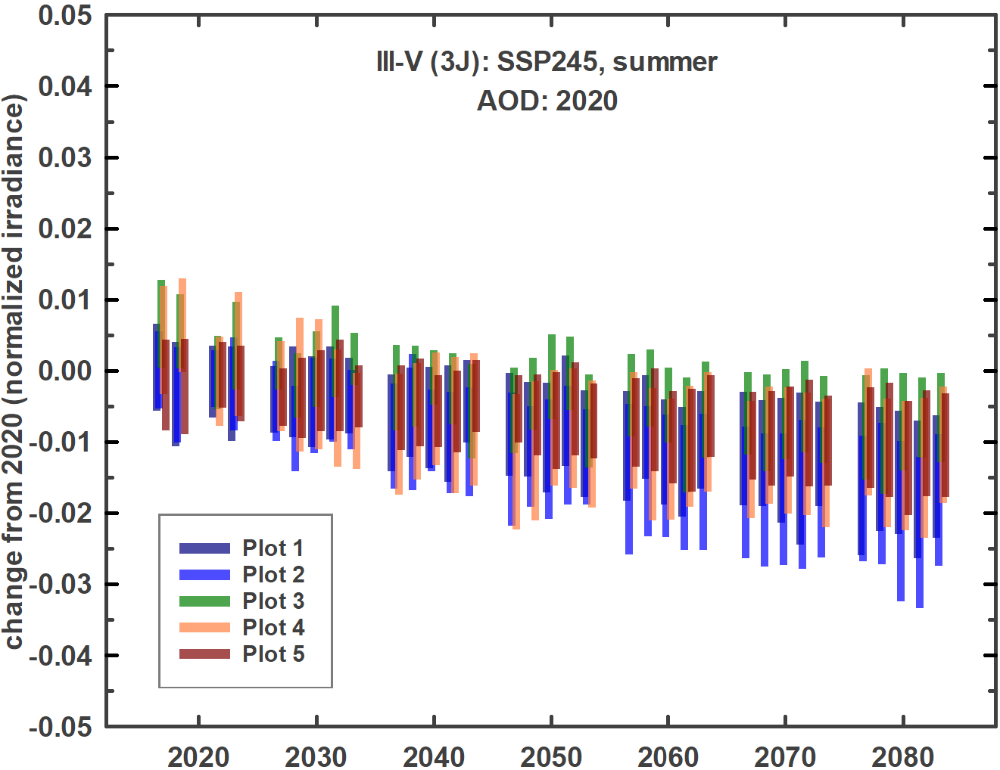 III-V (3J): SSP245, summer
AOD: 2020
change from 2020 (normalized irradiance)
0.05
0.04
0.03
0.02
0.01
0.00
-0.01
-0.02
-0.03
-0.04
-0.05
Plot 1
Plot 2
Plot 3
Plot 4
Plot 5
2020 2030 2040 2050 2060 2070 2080